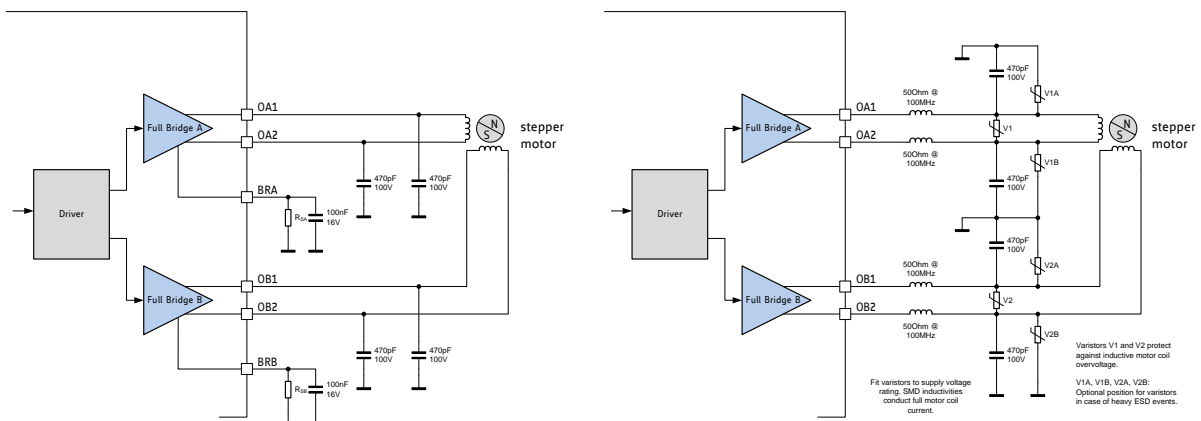 OA1
Full Bridge A
OA2
N
S
stepper
motor
470pF
100V
470pF
100V
BRA
RSA
100nF
16V
Driver
OB1
Full Bridge B
OB2
470pF
100V
470pF
100V
BRB
RSB
100nF
16V
470pF
100V
V1A
50Ohm @
100MHz
OA1
V1
Full Bridge A
OA2
N
S
stepper
motor
50Ohm @
100MHz
V1B
470pF
100V
Driver
470pF
100V
V2A
50Ohm @
100MHz
OB1
V2
Full Bridge B
OB2
50Ohm @
100MHz
V2B
470pF
100V
Fit varistors to supply voltage
rating. SMD inductivities
conduct full motor coil
current.
Varistors V1 and V2 protect
against inductive motor coil
overvoltage.
V1A, V1B, V2A, V2B:
Optional position for varistors
in case of heavy ESD events.